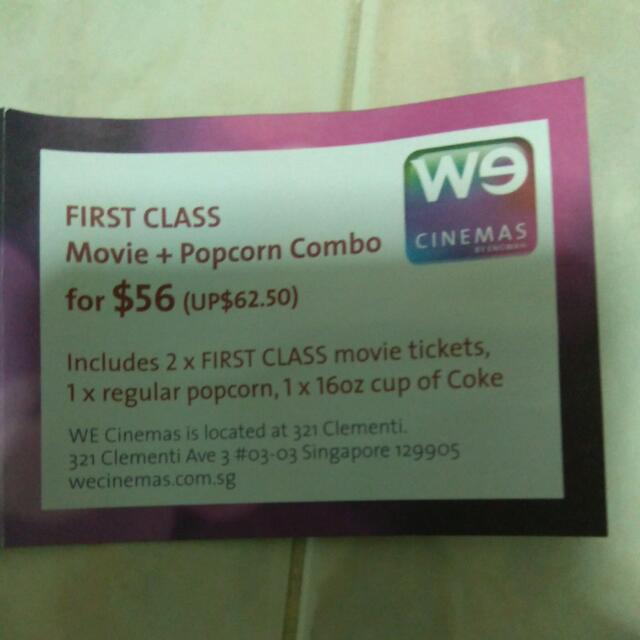 we
CINEMAS
FIRST CLASS
Movie + Popcorn Combo
for $56 (UP$62.50)
Includes 2 x FIRST CLASS movie tickets,
1 x regular popcorn, 1 x 16oz cup of Coke
WE Cinemas is located at 321 Clementi.
321 Clementi Ave 3 #03-03 Singapore 129905
wecinemas.com.sg